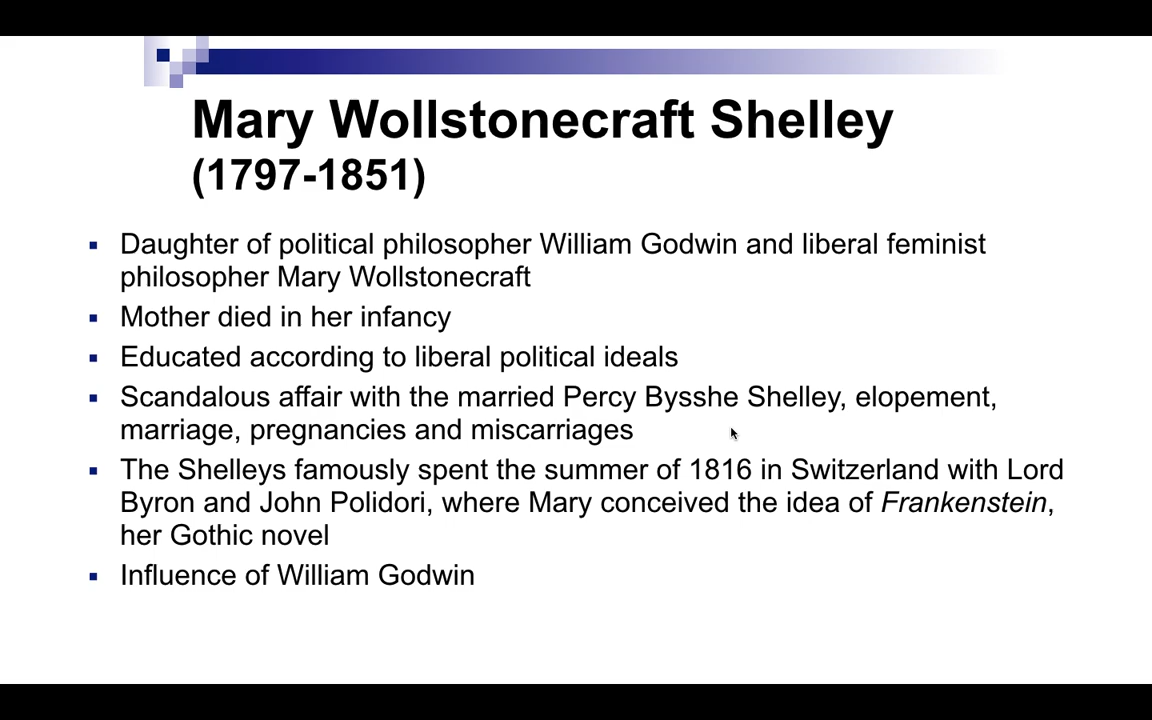 Mary Wollstonecraft Shelley
(1797-1851)
Daughter of political philosopher William Godwin and liberal feminist
philosopher Mary Wollstonecraft
Mother died in her infancy
Educated according to liberal political ideals
Scandalous affair with the married Percy Bysshe Shelley, elopement,
marriage, pregnancies and miscarriages
The Shelleys famously spent the summer of 1816 in Switzerland with Lord
Byron and John Polidori, where Mary conceived the idea of Frankenstein,
her Gothic novel
Influence of William Godwin